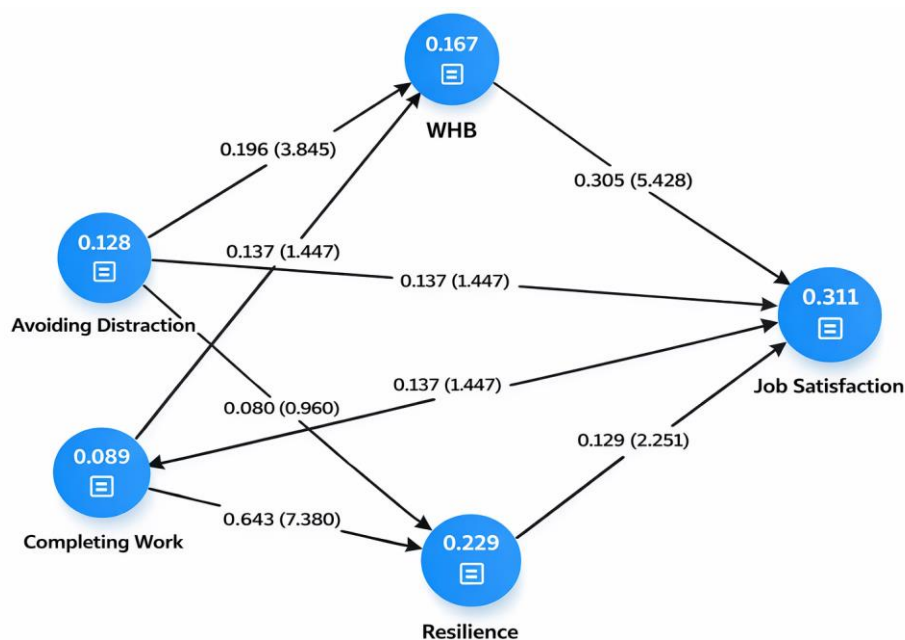 0.167
WHB
0.196 (3.845)
0.305 (5.428)
0.128
Avoiding Distraction
0.137 (1.447)
0.137 (1.447)
0.311
Job Satisfaction
0.137 (1.447)
0.080 (0.960)
0.129 (2.251)
0.089
Completing Work
0.643 (7.380)
0.229
Resilience